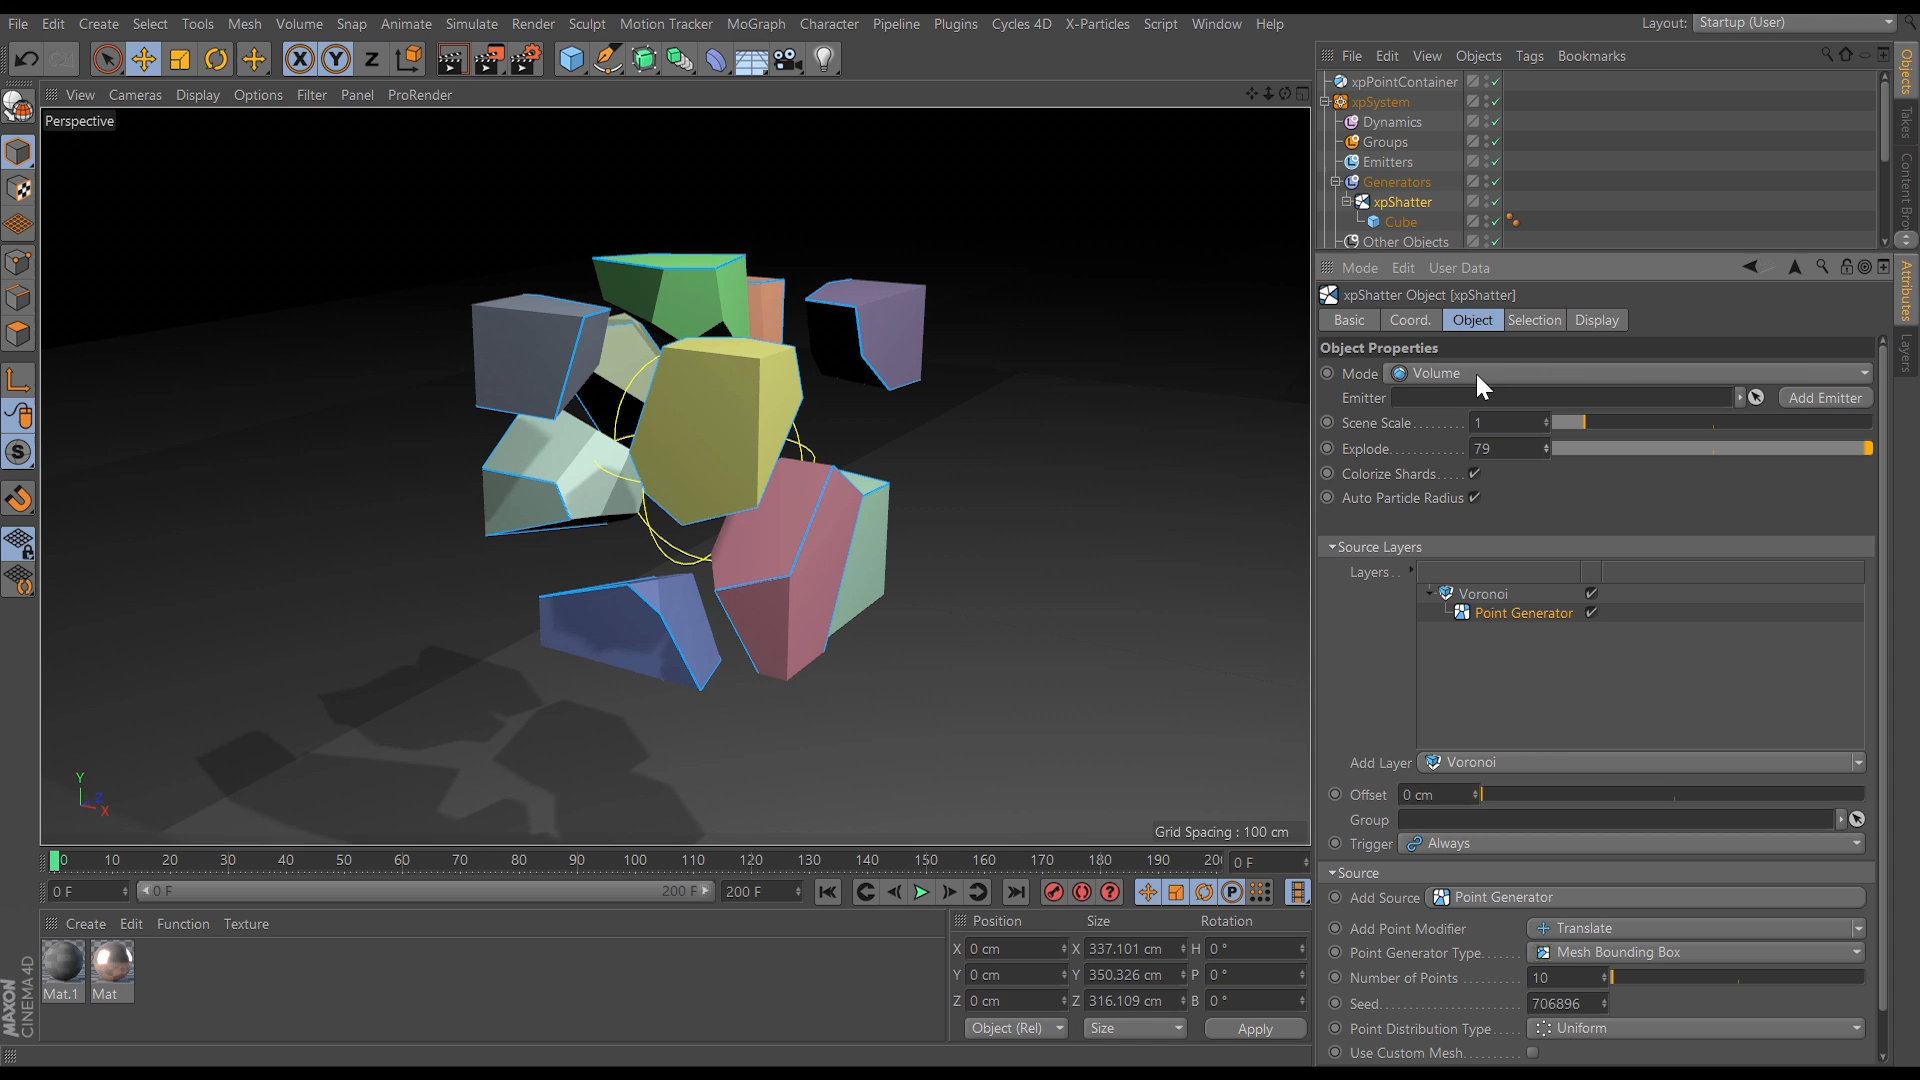 File Edit Create Select Tools Mesh Volume Snap Animate Simulate Render Sculpt Motion Tracker MoGraph Character Pipeline Plugins Cycles 4D X-Particles Script Window Help Layout: Startup (User)
X Y Z
File Edit View Objects Tags Bookmarks
View Cameras Display Options Filter Panel ProRender
Perspective
xpPointContainer
xpSystem
Dynamics
Groups
Emitters
Generators
xpShatter
Cube
Other Objects
Objects
Takes
Content Bro
Mode Edit User Data
xpShatter Object [xpShatter]
Basic Coord. Object Selection Display
Attributes
Layers
Object Properties
Mode Volume
Emitter Add Emitter
Scene Scale......... 1
Explode............. 79
Colorize Shards.....
Auto Particle Radius
Source Layers
Layers..
Voronoi
Point Generator
Add Layer Voronoi
Offset 0 cm
Group
Trigger Always
Source
Add Source Point Generator
Add Point Modifier Translate
Point Generator Type....... Mesh Bounding Box
Number of Points .......... 10
Seed....................... 706896
Point Distribution Type..... Uniform
Use Custom Mesh..........
Y
Z
X
Grid Spacing : 100 cm
0 10 20 30 40 50 60 70 80 90 100 110 120 130 140 150 160 170 180 190 20 0 F
0 F 0 F 200 F 200 F
P
Create Edit Function Texture
Mat.1 Mat
Position Size Rotation
X 0 cm X 337.101 cm H 0 °
Y 0 cm Y 350.326 cm P 0 °
Z 0 cm Z 316.109 cm B 0 °
Object (Rel) Size Apply
MAXON
CINEMA 4D